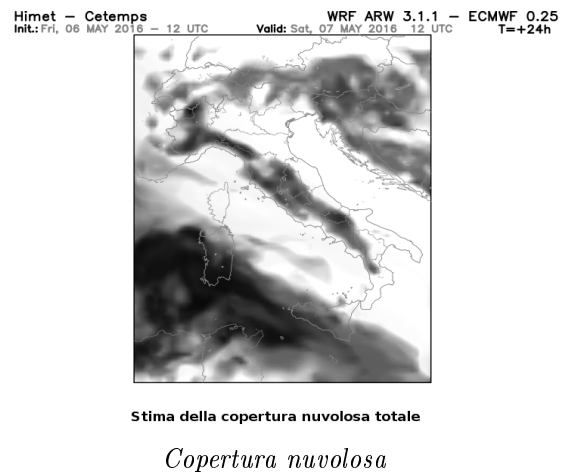 Himet – Cetemps WRF ARW 3.1.1 – ECMWF 0.25
Init.: Fri, 06 MAY 2016 – 12 UTC Valid: Sat, 07 MAY 2016 12 UTC T=+24h
Stima della copertura nuvolosa totale
Copertura nuvolosa